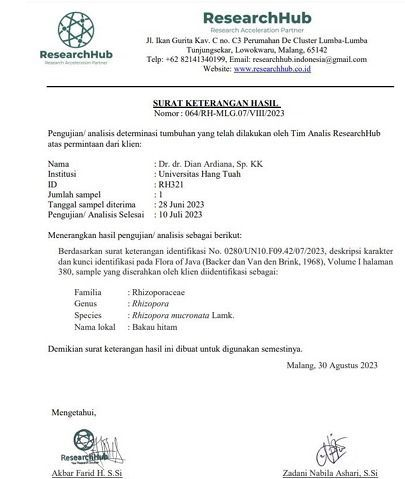 ResearchHub
Research Acceleration Partner
ResearchHub
Research Acceleration Partner
Jl. Ikan Gurita Kav. C no. C3 Perumahan De Cluster Lumba-Lumba
Tunjungsekar, Lowokwaru, Malang, 65142
Telp: +62 82141340199, Email: researchhub.indonesia@gmail.com
Website: www.researchhub.co.id
SURAT KETERANGAN HASIL
Nomor : 064/RH-MLG.07/VIII/2023
Pengujian/ analisis determinasi tumbuhan yang telah dilakukan oleh Tim Analis ResearchHub
atas permintaan dari klien:
Nama : Dr. dr. Dian Ardiana, Sp. KK
Institusi : Universitas Hang Tuah
ID : RH321
Jumlah sampel : 1
Tanggal sampel diterima : 28 Juni 2023
Pengujian/ Analisis Selesai : 10 Juli 2023
Menerangkan hasil pengujian/ analisis sebagai berikut:
Berdasarkan surat keterangan identifikasi No. 0280/UN10.F09.42/07/2023, deskripsi karakter
dan kunci identifikasi pada Flora of Java (Backer dan Van den Brink, 1968), Volume I halaman
380, sample yang diserahkan oleh klien diidentifikasi sebagai:
Familia : Rhizoporaceae
Genus : Rhizopora
Species : Rhizopora mucronata Lamk.
Nama lokal : Bakau hitam
Demikian surat keterangan hasil ini dibuat untuk digunakan semestinya.
Malang, 30 Agustus 2023
Mengetahui,
ResearchHub
Akbar Farid H. S.Si
Zadani Nabila Ashari, S.Si